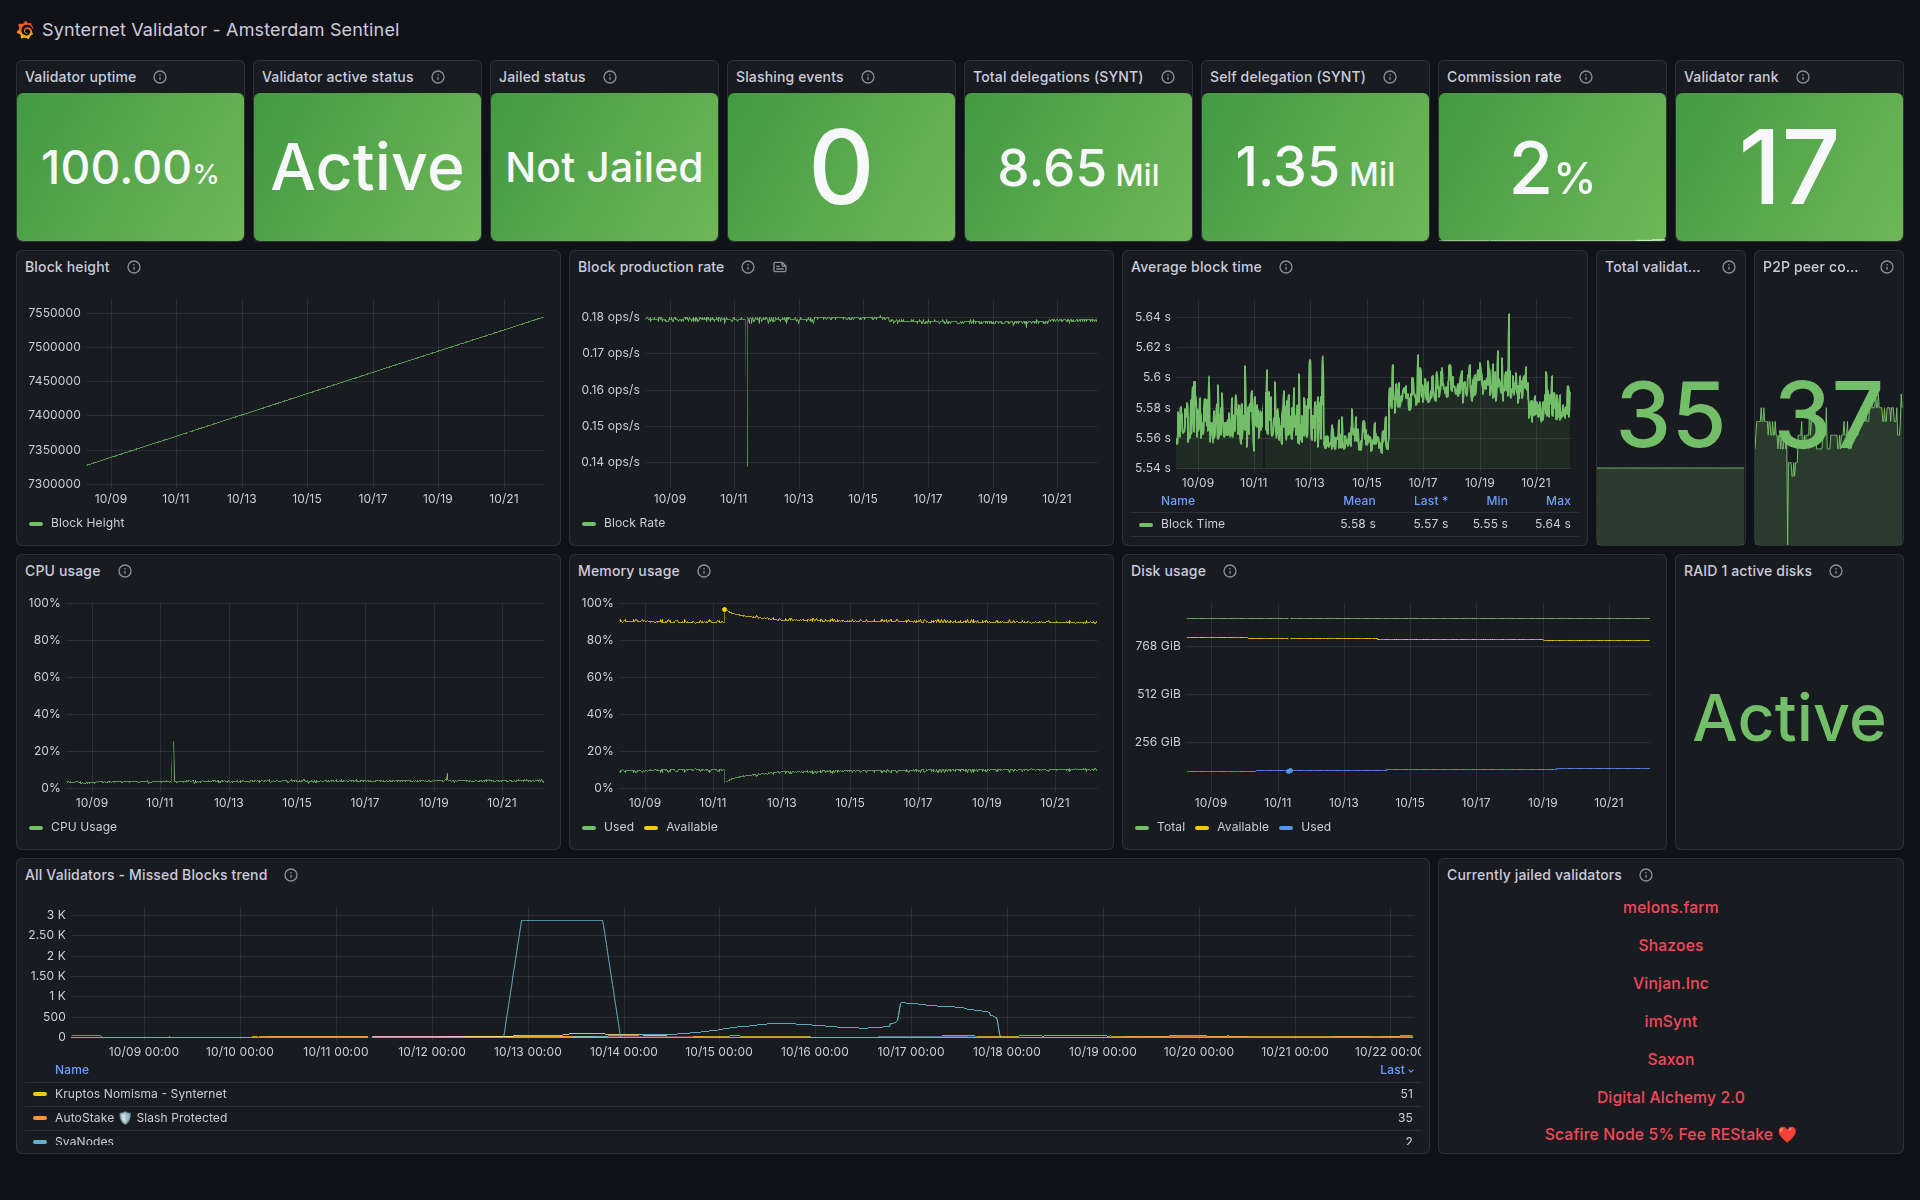 Synternet Validator - Amsterdam Sentinel
Validator uptime
100.00%
Validator active status
Active
Jailed status
Not Jailed
Slashing events
0
Total delegations (SYNT)
8.65 Mil
Self delegation (SYNT)
1.35 Mil
Commission rate
2%
Validator rank
17
Block height
7550000
7500000
7450000
7400000
7350000
7300000
10/09 10/11 10/13 10/15 10/17 10/19 10/21
Block Height
Block production rate
0.18 ops/s
0.17 ops/s
0.16 ops/s
0.15 ops/s
0.14 ops/s
10/09 10/11 10/13 10/15 10/17 10/19 10/21
Block Rate
Average block time
5.64 s
5.62 s
5.6 s
5.58 s
5.56 s
5.54 s
10/09 10/11 10/13 10/15 10/17 10/19 10/21
Name Mean Last * Min Max
Block Time 5.58 s 5.57 s 5.55 s 5.64 s
Total validat...
35
P2P peer co...
37
CPU usage
100%
80%
60%
40%
20%
0%
10/09 10/11 10/13 10/15 10/17 10/19 10/21
CPU Usage
Memory usage
100%
80%
60%
40%
20%
0%
10/09 10/11 10/13 10/15 10/17 10/19 10/21
Used Available
Disk usage
768 GiB
512 GiB
256 GiB
10/09 10/11 10/13 10/15 10/17 10/19 10/21
Total Available Used
RAID 1 active disks
Active
All Validators - Missed Blocks trend
3 K
2.50 K
2 K
1.50 K
1 K
500
0
10/09 00:00 10/10 00:00 10/11 00:00 10/12 00:00 10/13 00:00 10/14 00:00 10/15 00:00 10/16 00:00 10/17 00:00 10/18 00:00 10/19 00:00 10/20 00:00 10/21 00:00 10/22 00:00
Name Last
Kruptos Nomisma - Synternet 51
AutoStake 🛡️ Slash Protected 35
SvaNodes 2
Currently jailed validators
melons.farm
Shazoes
Vinjan.Inc
imSynt
Saxon
Digital Alchemy 2.0
Scafire Node 5% Fee REStake ❤️